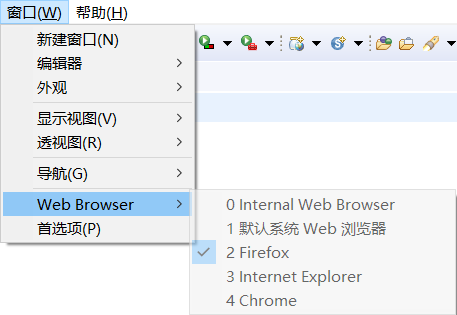 窗口(W) 帮助(H)
新建窗口(N)
编辑器
外观
显示视图(V)
透视图(R)
导航(G)
Web Browser
首选项(P)
0 Internal Web Browser
1 默认系统 Web 浏览器
2 Firefox
3 Internet Explorer
4 Chrome